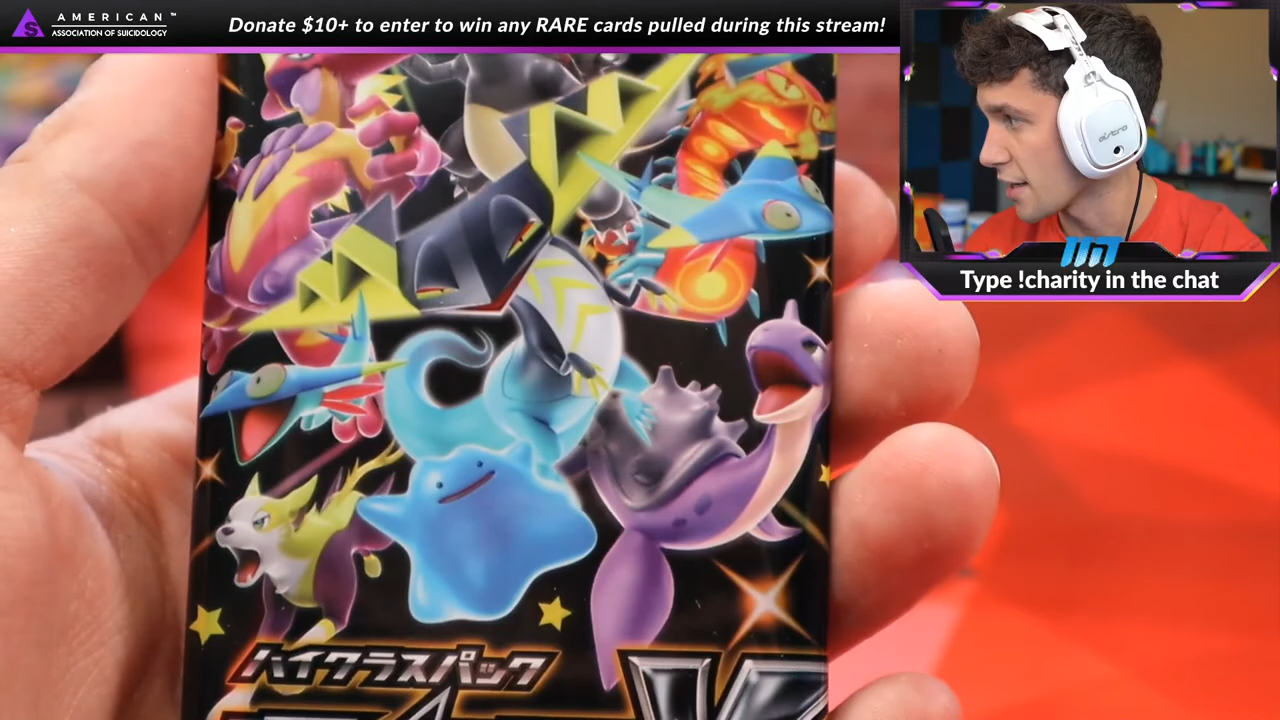 AMERICAN™
ASSOCIATION OF SUICIDOLOGY
Donate $10+ to enter to win any RARE cards pulled during this stream!
astro
Type !charity in the chat
ハイクラスパック